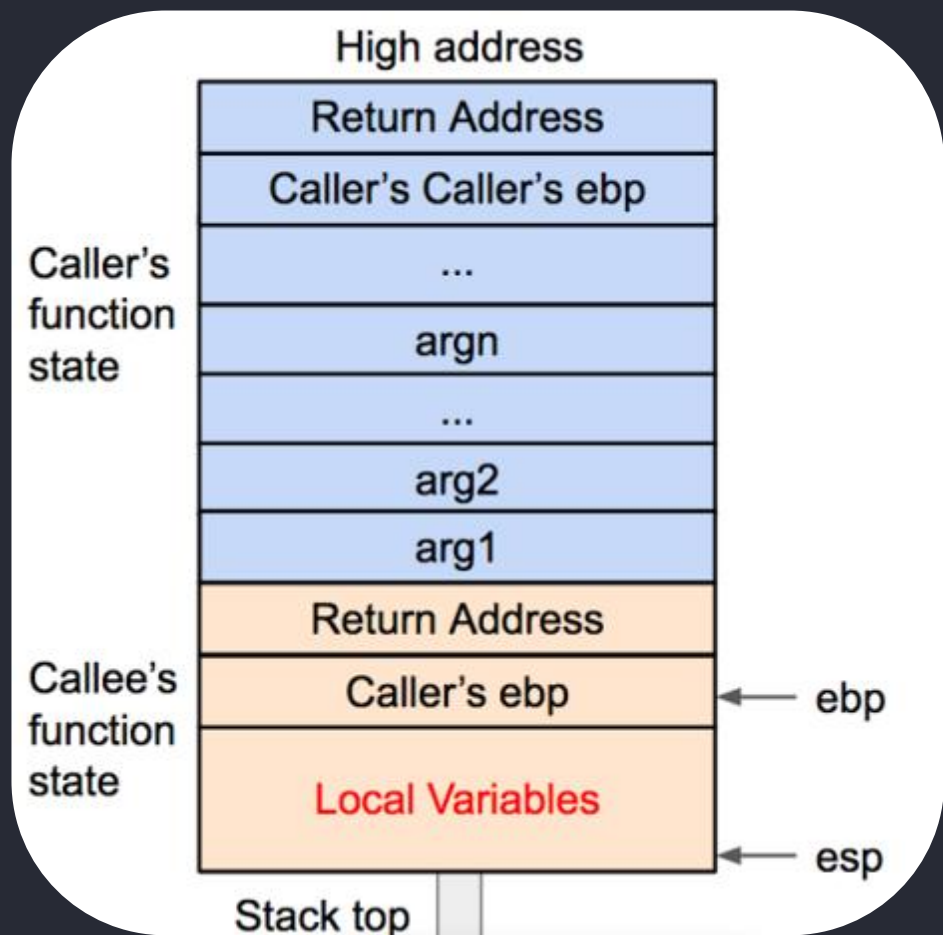 High address
Return Address
Caller's Caller's ebp
...
Caller's
function
state
argn
...
arg2
arg1
Return Address
Callee's
function
state
Caller's ebp
ebp
Local Variables
esp
Stack top